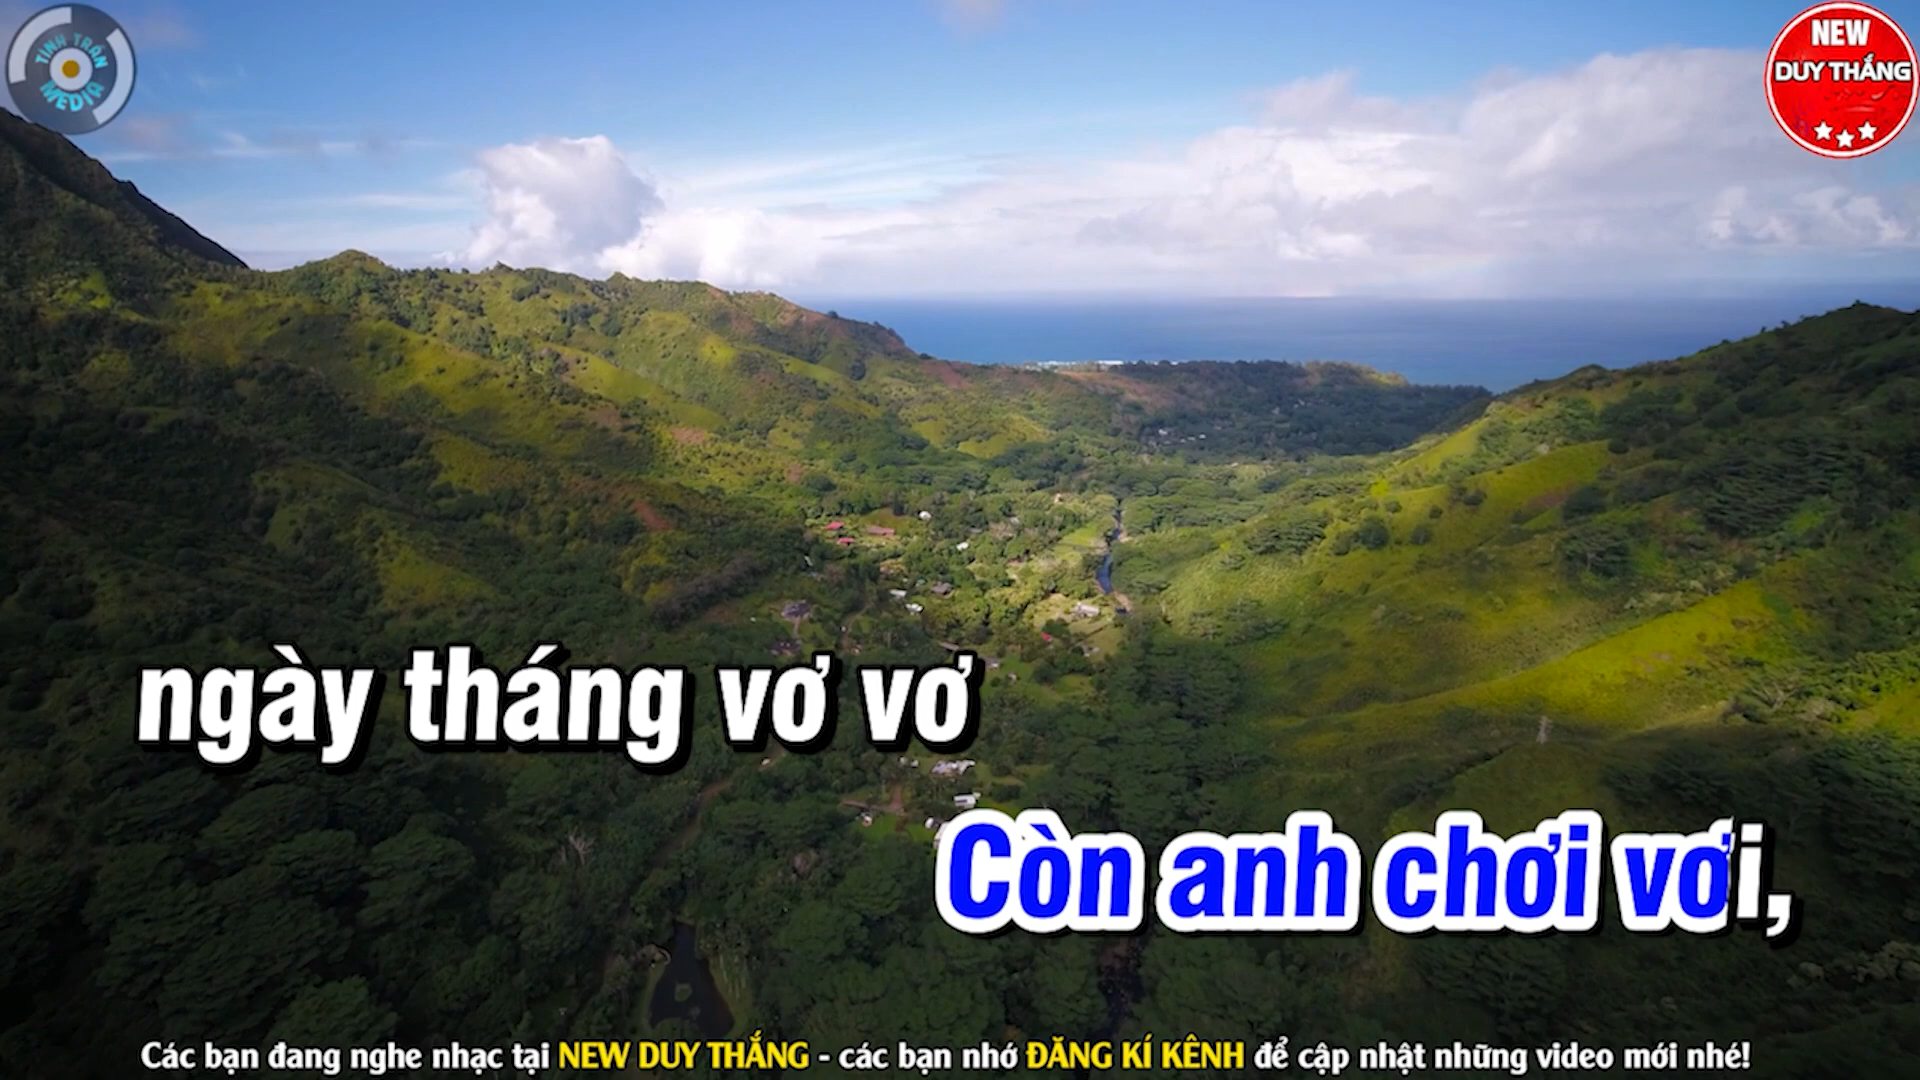 TÌNH TRẦN
MEDIA
NEW
DUY THẮNG
ngày tháng vơ vơ
Còn anh chơi vơi,
Các bạn đang nghe nhạc tại NEW DUY THẮNG - các bạn nhớ ĐĂNG KÍ KÊNH để cập nhật những video mới nhé!